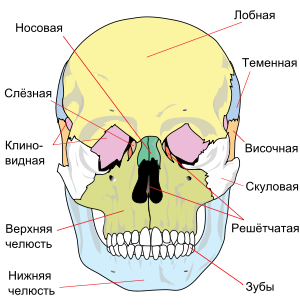 Лобная
Носовая
Теменная
Слёзная
Клино-
видная
Височная
Скуловая
Верхняя
челюсть
Решётчатая
Нижняя
челюсть
Зубы